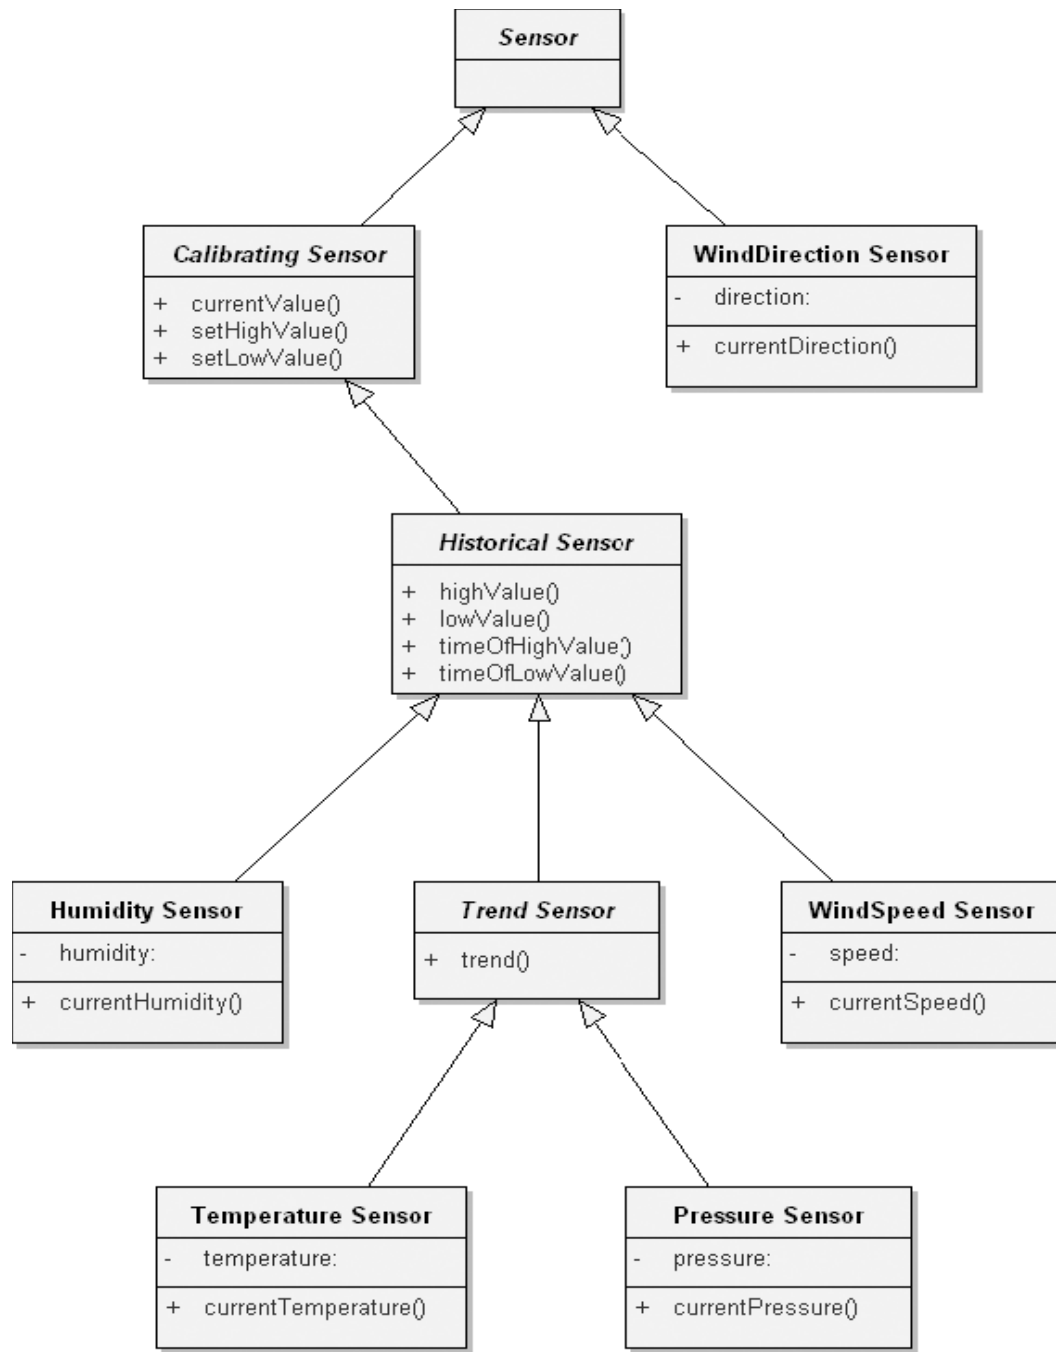 Sensor
Calibrating Sensor
+ currentValue()
+ setHighValue()
+ setLowValue()
WindDirection Sensor
- direction:
+ currentDirection()
Historical Sensor
+ highValue()
+ lowValue()
+ timeOfHighValue()
+ timeOfLowValue()
Humidity Sensor
- humidity:
+ currentHumidity()
Trend Sensor
+ trend()
WindSpeed Sensor
- speed:
+ currentSpeed()
Temperature Sensor
- temperature:
+ currentTemperature()
Pressure Sensor
- pressure:
+ currentPressure()